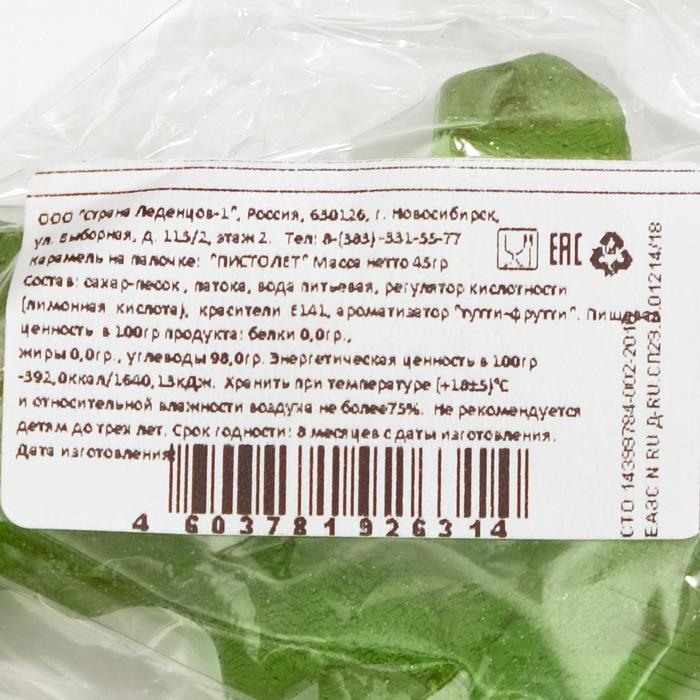 ООО "Страна Леденцов-1", Россия, 630126, г. Новосибирск,
ул. Выборная, д. 113/2, этаж 2. Тел: 8-(383)-331-55-77
Карамель на палочке: "ПИСТОЛЕТ" Масса нетто 45гр
Состав: сахар-песок, патока, вода питьевая, регулятор кислотности
(лимонная кислота), красители Е141, ароматизатор "тутти-фрутти". Пищевая
ценность в 100гр продукта: белки 0,0гр.,
жиры 0,0гр., углеводы 98,0гр. Энергетическая ценность в 100гр
-392,0ккал/1640,13кДж. Хранить при температуре (+18±5)°С
и относительной влажности воздуха не более75%. Не рекомендуется
детям до трех лет. Срок годности: 8 месяцев с даты изготовления.
Дата изготовления
4 603781 926314
ЕАС
СТО 14393784-002-2016
ЕАЭС N RU Д-RU.СП23.В.01214/18